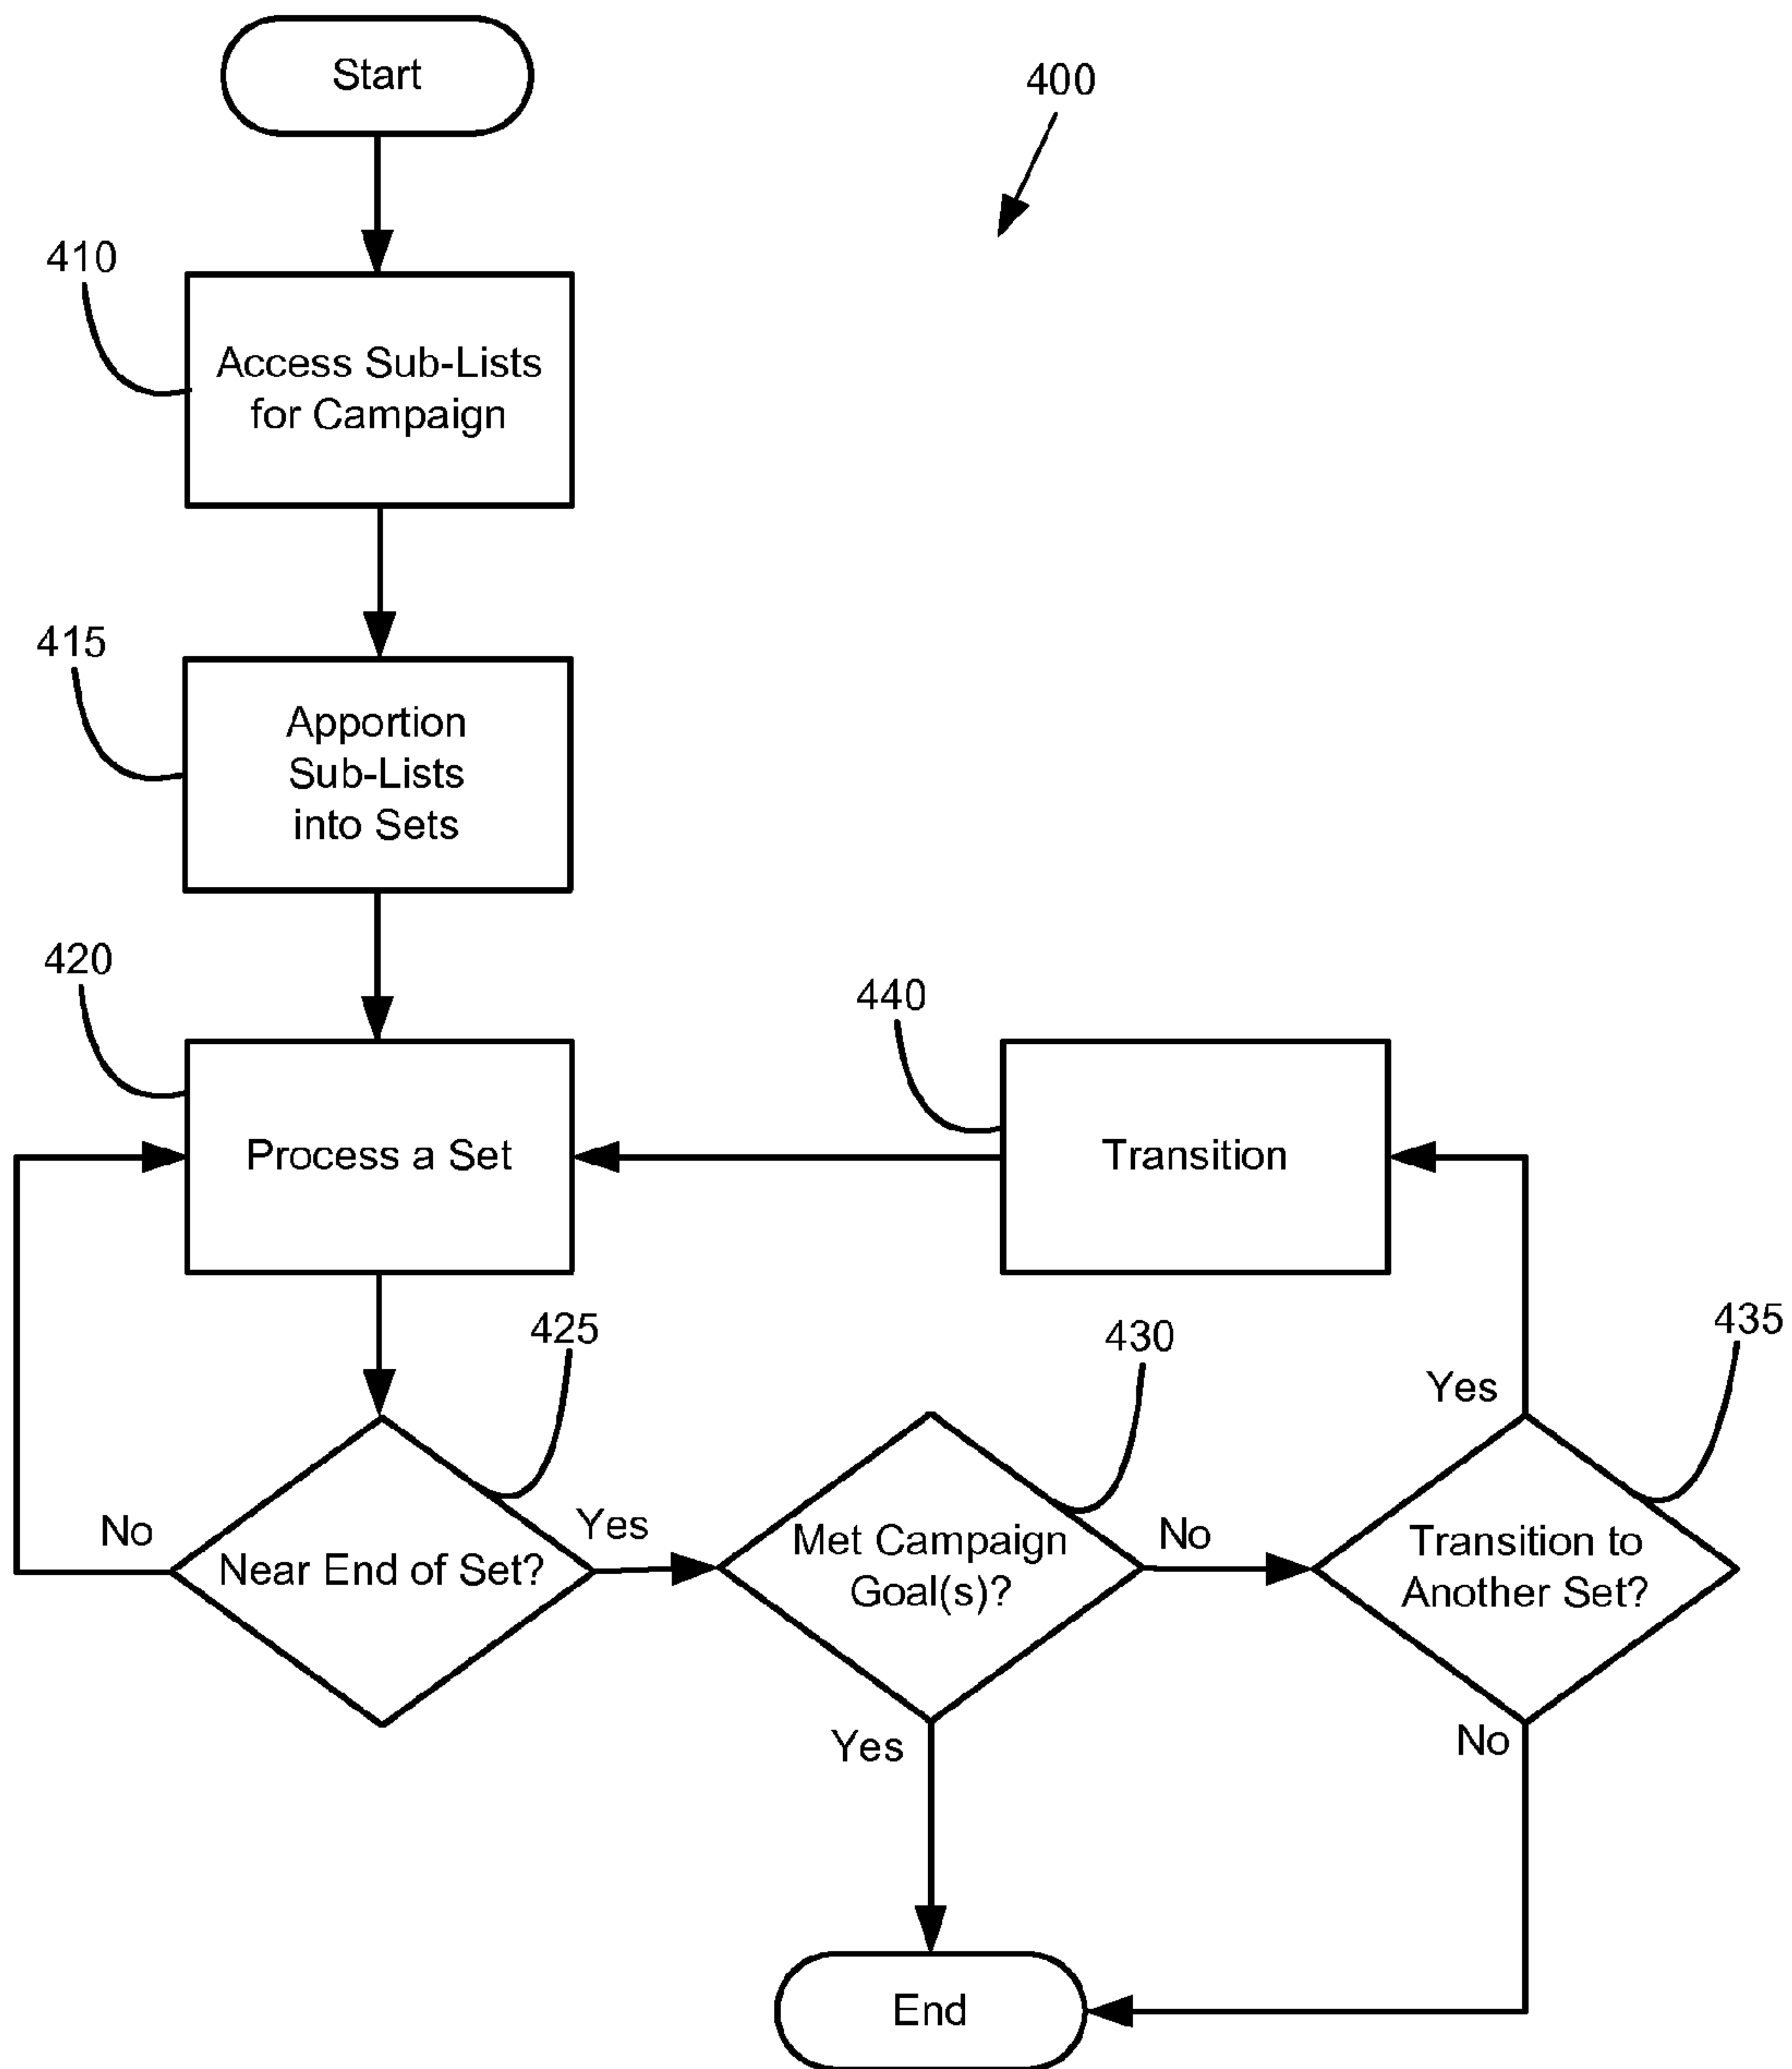 Start
400
410
Access Sub-Lists
for Campaign
415
Apportion
Sub-Lists
into Sets
420
Process a Set
440
Transition
425
Near End of Set?
No
Yes
430
Met Campaign
Goal(s)?
No
Yes
435
Transition to
Another Set?
Yes
No
End